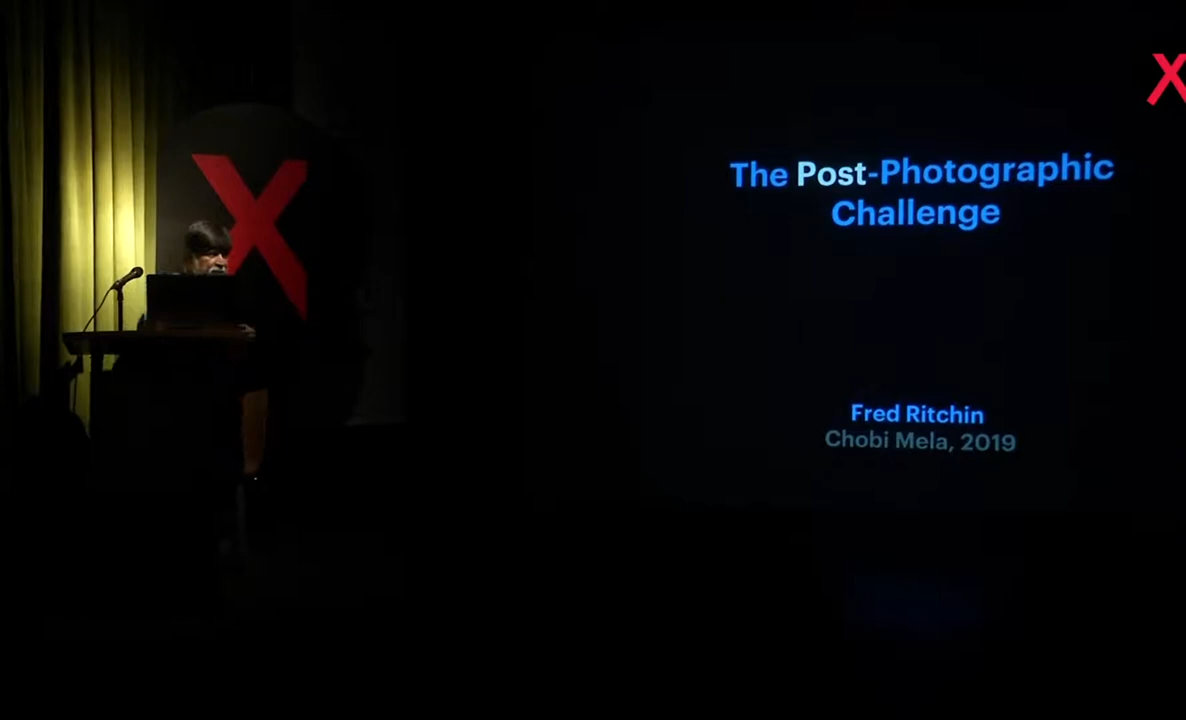 X
X
The Post-Photographic
Challenge
Fred Ritchin
Chobi Mela, 2019